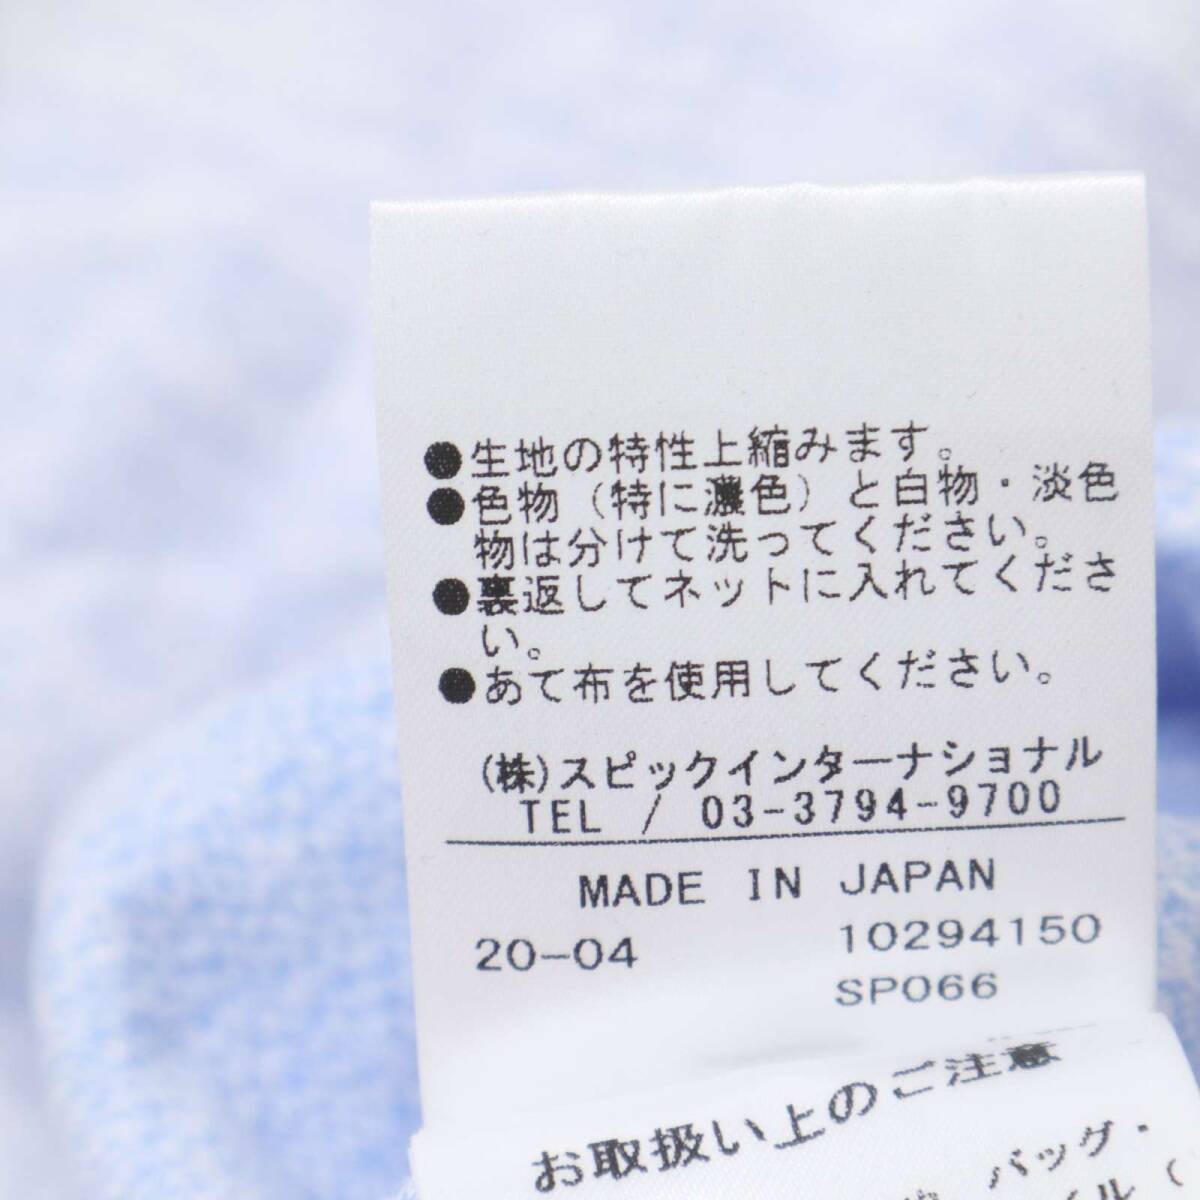 ●生地の特性上縮みます。
●色物（特に濃色）と白物・淡色
物は分けて洗ってください。
●裏返してネットに入れてくださ
い。
●あて布を使用してください。
(株)スピックインターナショナル
TEL / 03-3794-9700
MADE IN JAPAN
20-04 10294150
SP066
お取扱い上のご注意
バッグ・